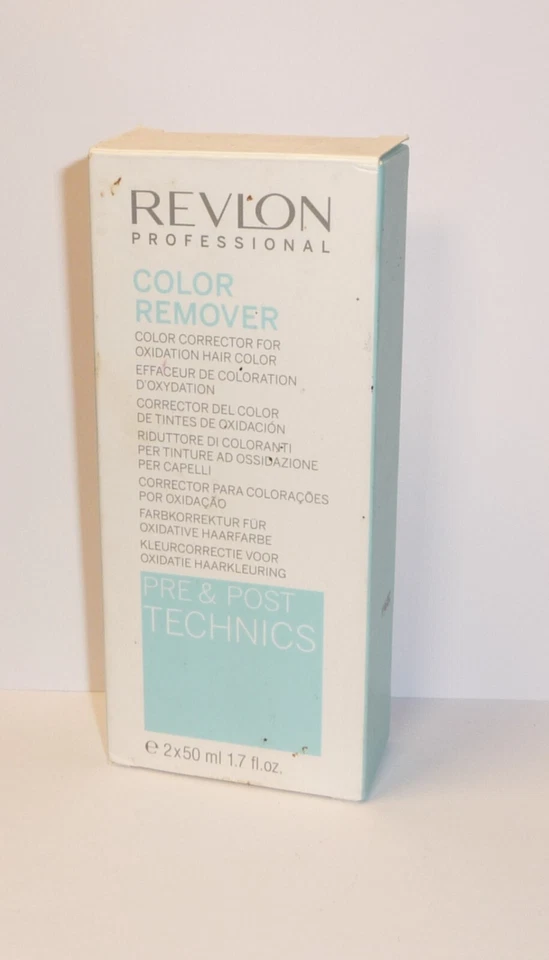 REVLON
PROFESSIONAL
COLOR
REMOVER
COLOR CORRECTOR FOR
OXIDATION HAIR COLOR
EFFACEUR DE COLORATION
D'OXYDATION
CORRECTOR DEL COLOR
DE TINTES DE OXIDACIÓN
RIDUTTORE DI COLORANTI
PER TINTURE AD OSSIDAZIONE
PER CAPELLI
CORRECTOR PARA COLORAÇÕES
POR OXIDAÇÃO
FARBKORREKTUR FÜR
OXIDATIVE HAARFARBE
KLEURCORRECTIE VOOR
OXIDATIE HAARKLEURING
PRE & POST
TECHNICS
℮ 2x50 ml 1.7 fl.oz.